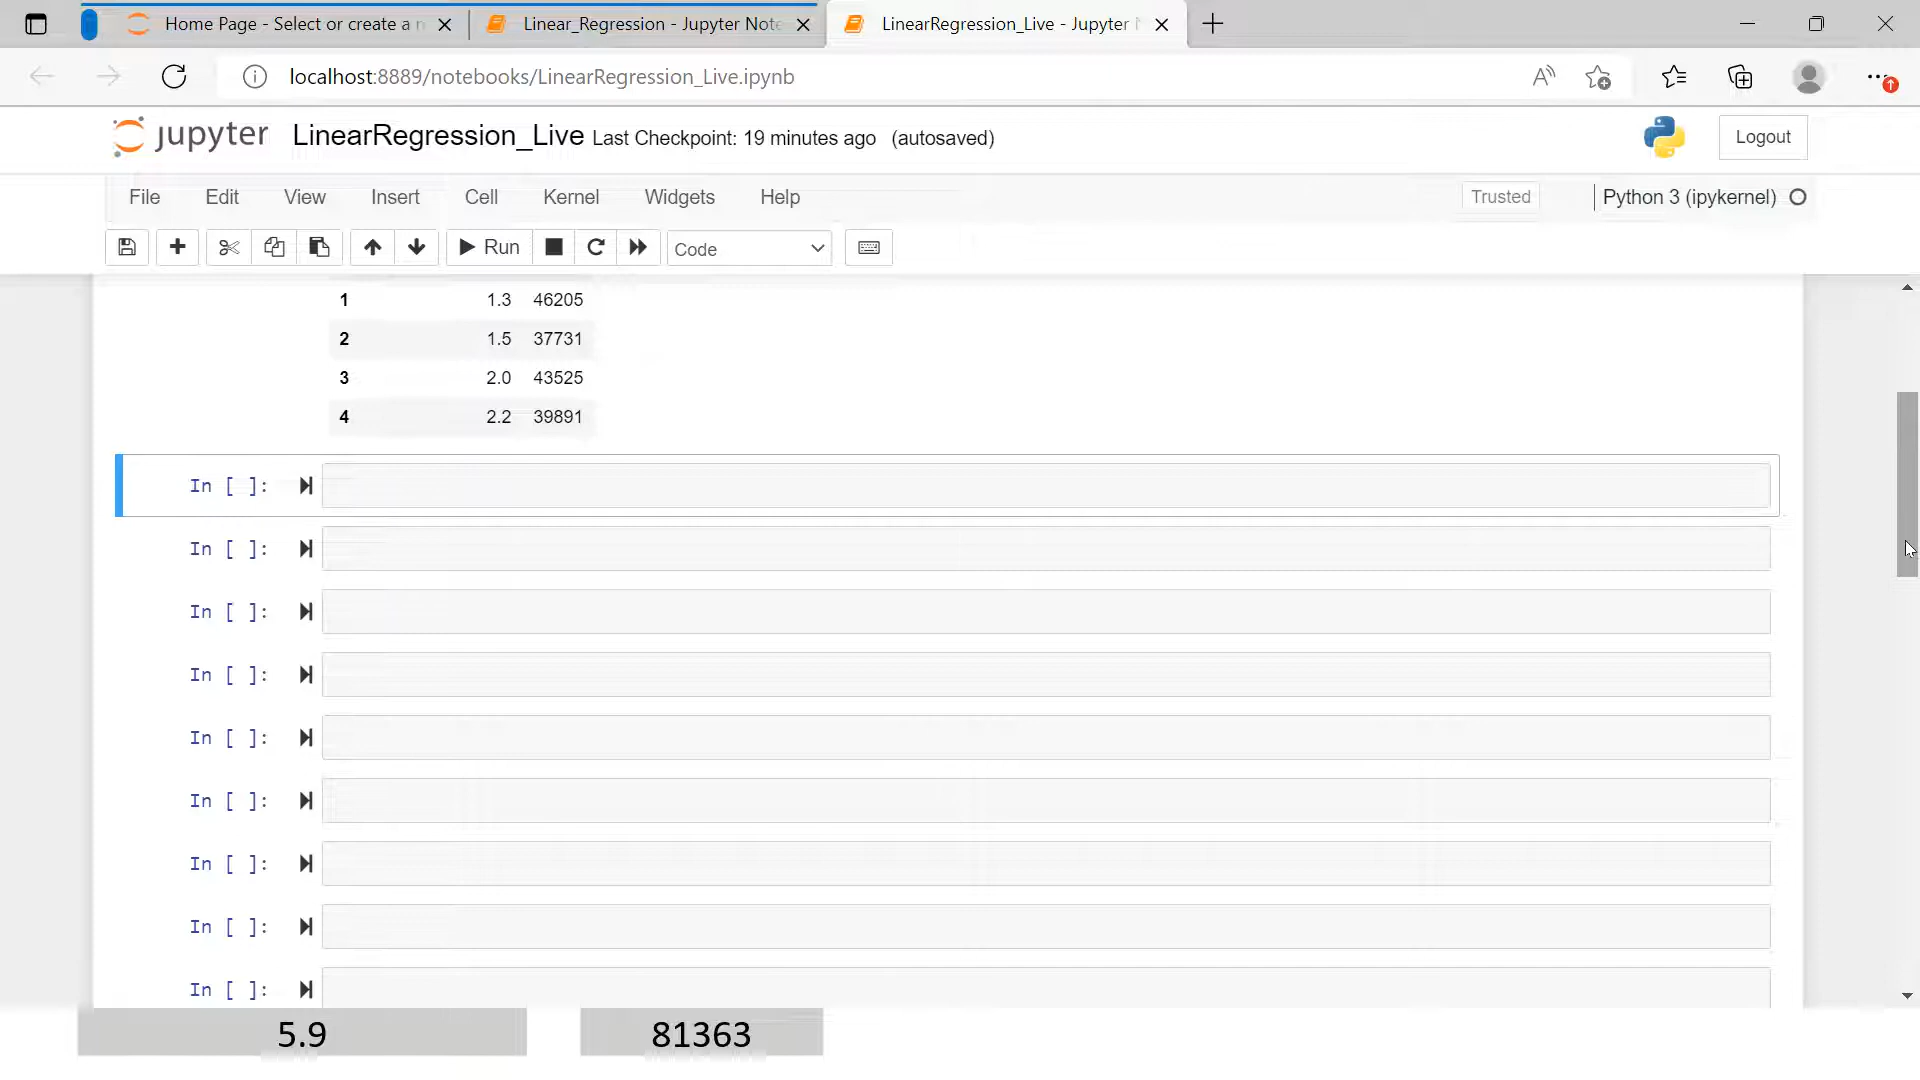 Home Page - Select or create a n
Linear_Regression - Jupyter Note
LinearRegression_Live - Jupyter
localhost:8889/notebooks/LinearRegression_Live.ipynb
jupyter LinearRegression_Live Last Checkpoint: 19 minutes ago (autosaved)
Logout
File Edit View Insert Cell Kernel Widgets Help
Trusted
Python 3 (ipykernel)
Run
Code
1 1.3 46205
2 1.5 37731
3 2.0 43525
4 2.2 39891
In [ ]:
In [ ]:
In [ ]:
In [ ]:
In [ ]:
In [ ]:
In [ ]:
In [ ]:
In [ ]:
5.9 81363